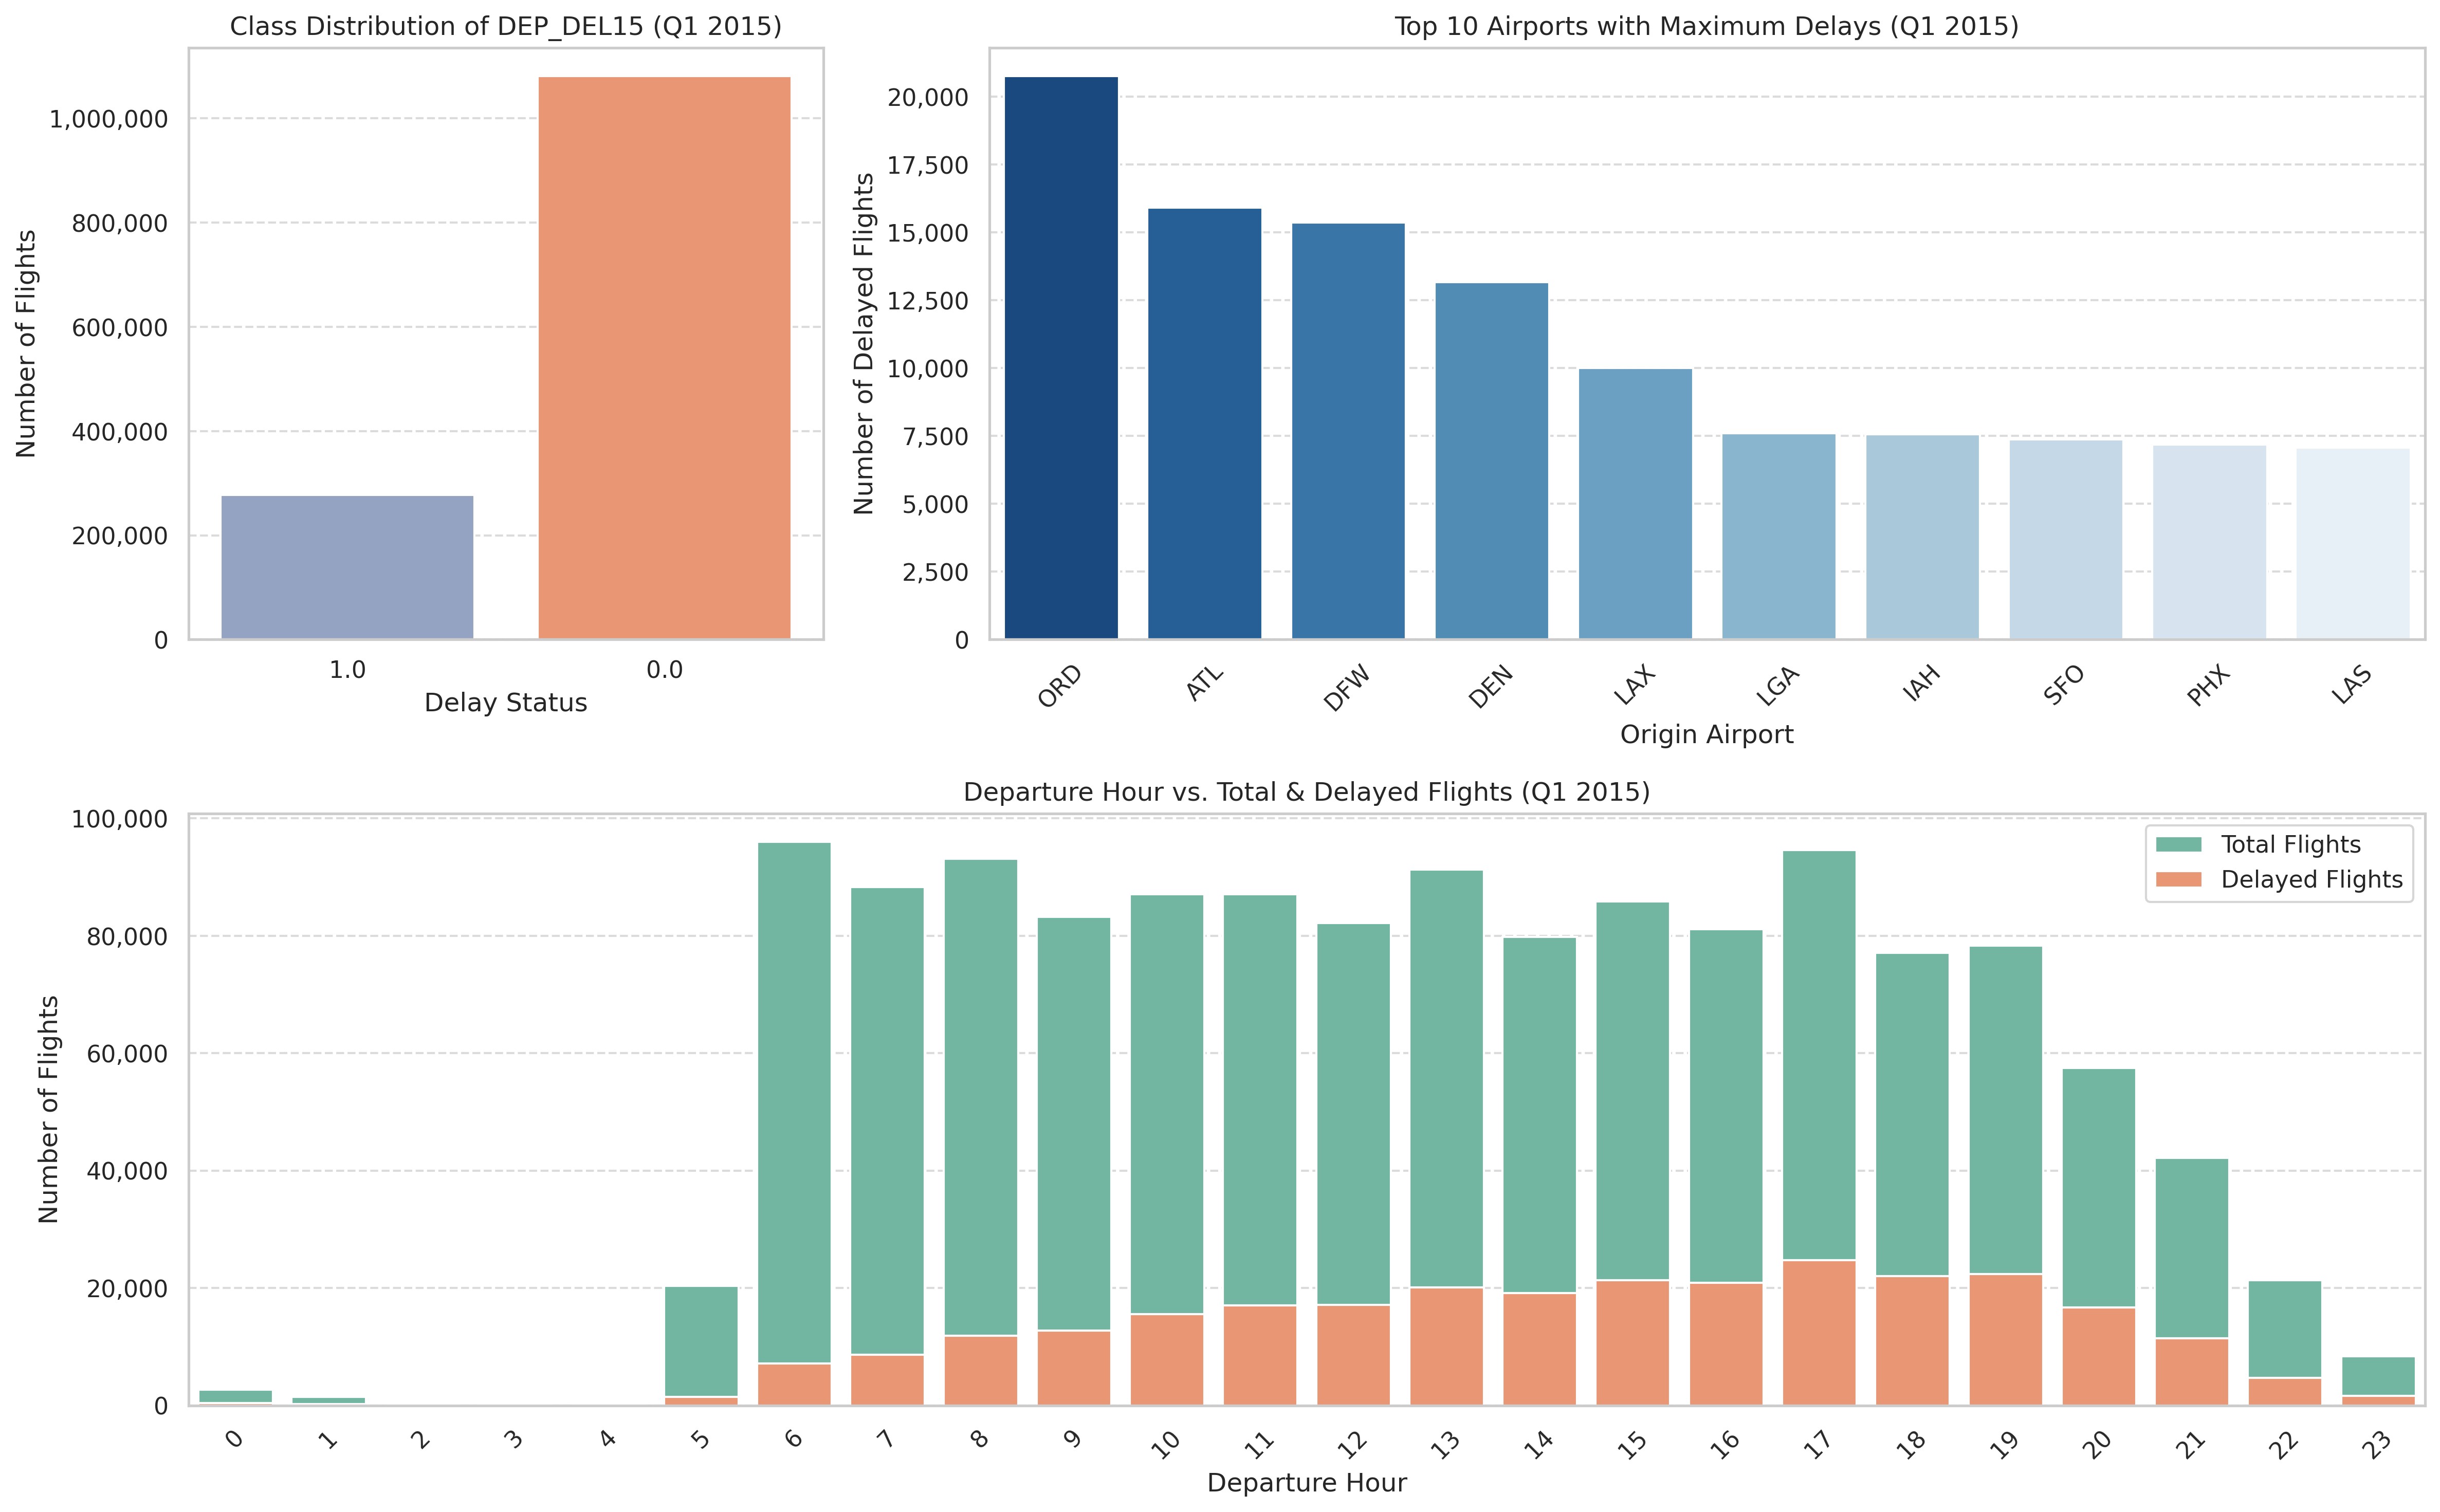 Class Distribution of DEP_DEL15 (Q1 2015)
Number of Flights
1,000,000
800,000
600,000
400,000
200,000
0
1.0 0.0
Delay Status
Top 10 Airports with Maximum Delays (Q1 2015)
Number of Delayed Flights
20,000
17,500
15,000
12,500
10,000
7,500
5,000
2,500
0
ORD ATL DFW DEN LAX LGA IAH SFO PHX LAS
Origin Airport
Departure Hour vs. Total & Delayed Flights (Q1 2015)
Number of Flights
100,000
80,000
60,000
40,000
20,000
0
Total Flights
Delayed Flights
0 1 2 3 4 5 6 7 8 9 10 11 12 13 14 15 16 17 18 19 20 21 22 23
Departure Hour